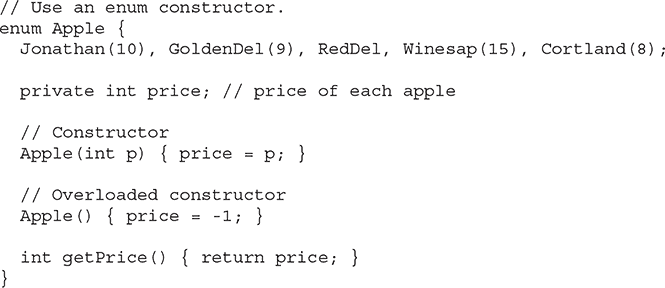 // Use an enum constructor.
enum Apple {
  Jonathan(10), GoldenDel(9), RedDel, Winesap(15), Cortland(8);
  private int price; // price of each apple
  // Constructor
  Apple(int p) { price = p; }
  // Overloaded constructor
  Apple() { price = -1; }
  int getPrice() { return price; }
}